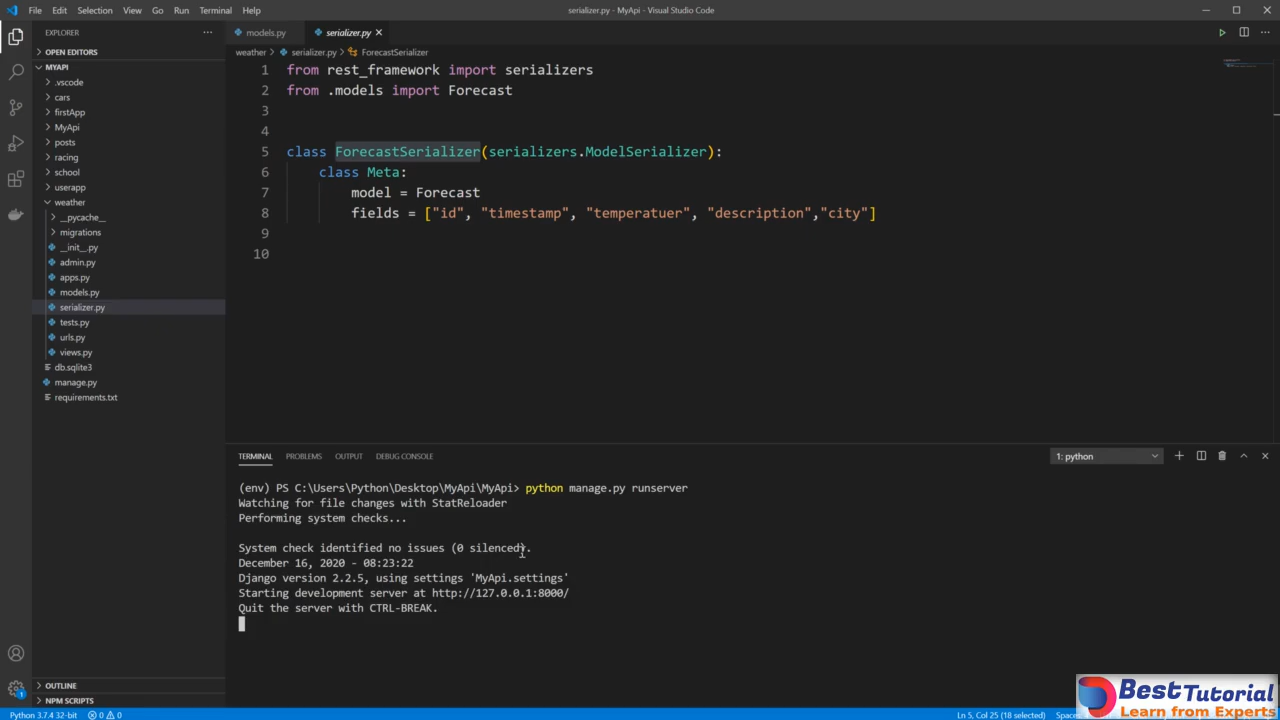 File Edit Selection View Go Run Terminal Help
serializer.py - MyApi - Visual Studio Code
EXPLORER
OPEN EDITORS
MYAPI
.vscode
cars
firstApp
MyApi
posts
racing
school
userapp
weather
__pycache__
migrations
__init__.py
admin.py
apps.py
models.py
serializer.py
tests.py
urls.py
views.py
db.sqlite3
manage.py
requirements.txt
OUTLINE
NPM SCRIPTS
models.py serializer.py
weather > serializer.py > ForecastSerializer
1 from rest_framework import serializers
2 from .models import Forecast
3
4
5 class ForecastSerializer(serializers.ModelSerializer):
6 class Meta:
7 model = Forecast
8 fields = ["id", "timestamp", "temperatuer", "description","city"]
9
10
TERMINAL PROBLEMS OUTPUT DEBUG CONSOLE
1: python
(env) PS C:\Users\Python\Desktop\MyApi\MyApi> python manage.py runserver
Watching for file changes with StatReloader
Performing system checks...
System check identified no issues (0 silenced).
December 16, 2020 - 08:23:22
Django version 2.2.5, using settings 'MyApi.settings'
Starting development server at http://127.0.0.1:8000/
Quit the server with CTRL-BREAK.
1
Python 3.7.4 32-bit 0 0
Ln 5, Col 25 (18 selected)
BestTutorial
Learn from Experts